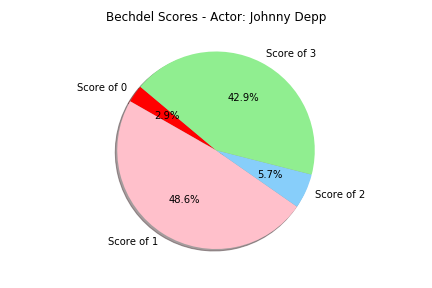 Bechdel Scores - Actor: Johnny Depp
Score of 3
Score of 0
42.9%
2.9%
5.7%
Score of 2
48.6%
Score of 1